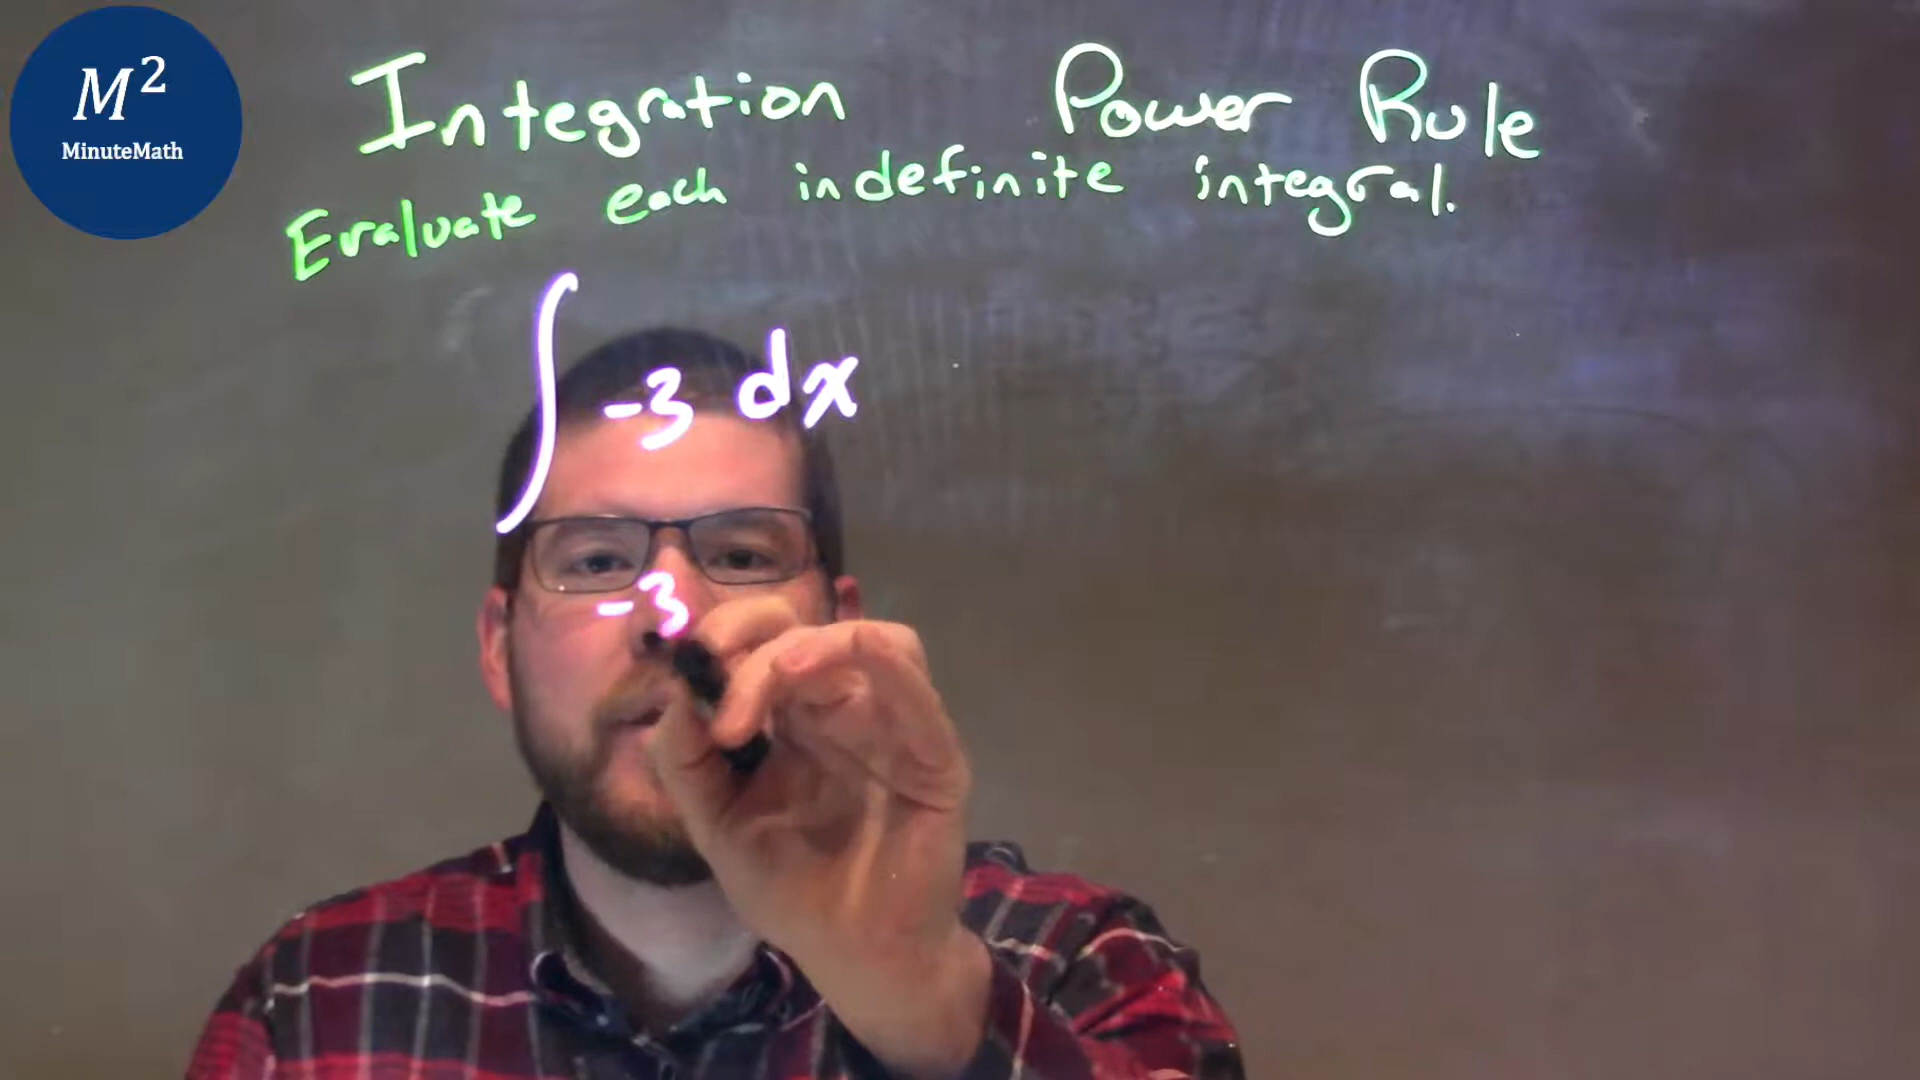 M²
MinuteMath
Integration Power Rule
Evaluate each indefinite integral.
∫ -3 dx
-3